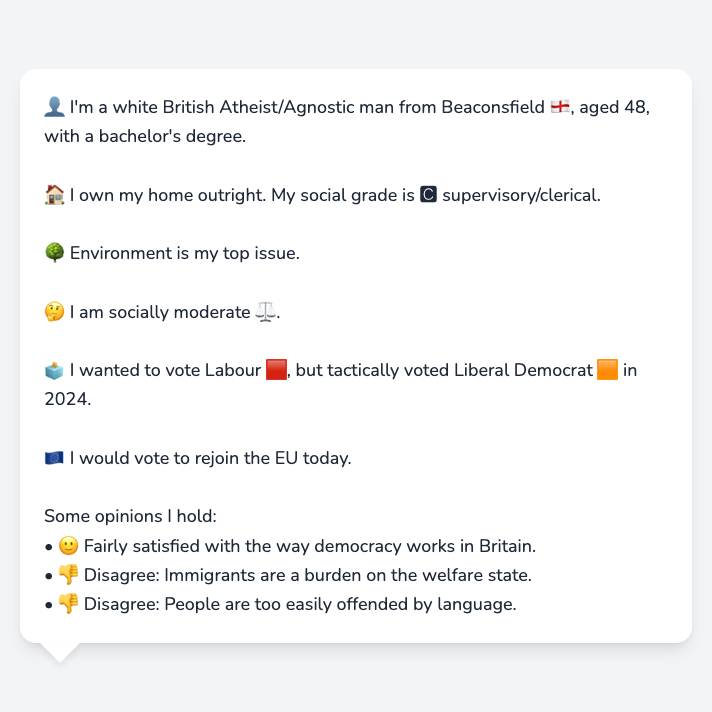 👤 I'm a white British Atheist/Agnostic man from Beaconsfield 🏴󠁧󠁢󠁥󠁮󠁧󠁿, aged 48,
with a bachelor's degree.
🏠 I own my home outright. My social grade is 🅲 supervisory/clerical.
🌳 Environment is my top issue.
🤔 I am socially moderate ⚖️.
🗳️ I wanted to vote Labour 🟥, but tactically voted Liberal Democrat 🟧 in
2024.
🇪🇺 I would vote to rejoin the EU today.
Some opinions I hold:
• 🙂 Fairly satisfied with the way democracy works in Britain.
• 👎 Disagree: Immigrants are a burden on the welfare state.
• 👎 Disagree: People are too easily offended by language.